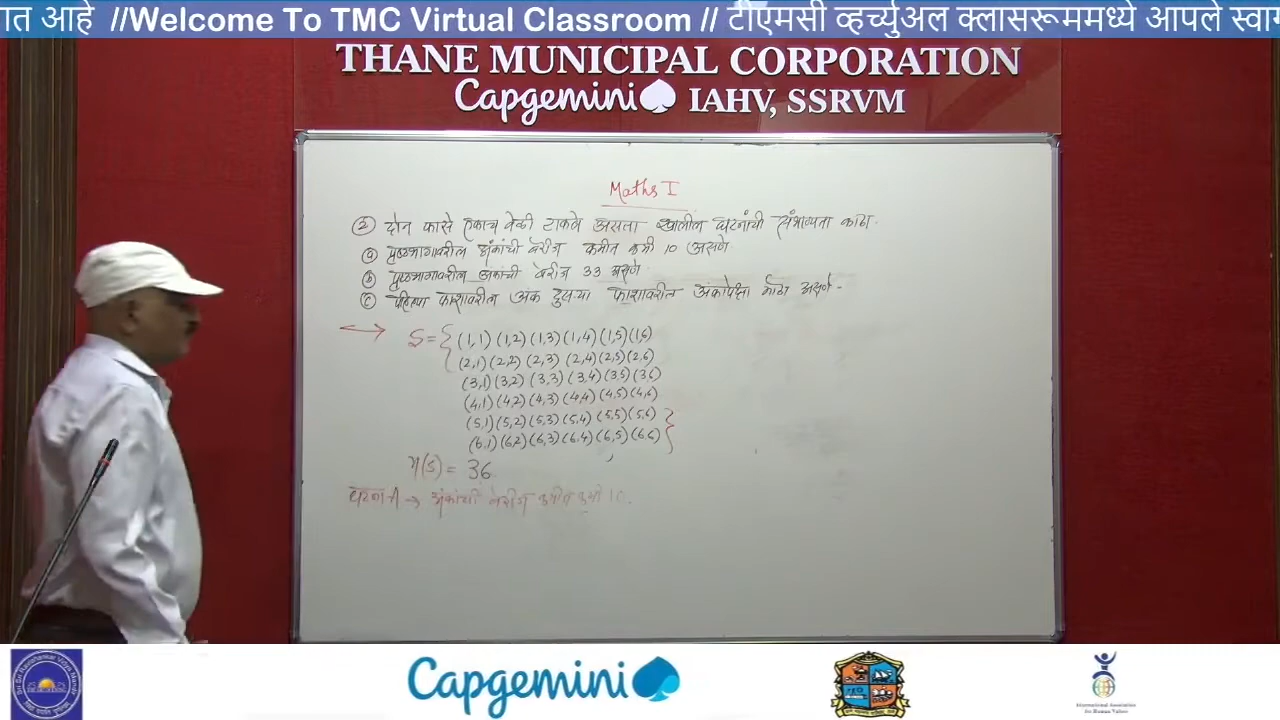 ात आहे //Welcome To TMC Virtual Classroom // टीएमसी व्हर्च्युअल क्लासरूममध्ये आपले स्वाग
THANE MUNICIPAL CORPORATION
Capgemini IAHV, SSRVM
Maths I
② दोन फासे एकाच वेळी टाकले असता खालील घटनांची संभाव्यता काढा.
ⓐ पृष्ठभागावरील अंकांची बेरीज कमीत कमी 10 असणे
ⓑ पृष्ठभागावरील अंकांची बेरीज 33 असणे.
ⓒ पहिल्या फाशावरील अंक दुसऱ्या फाशावरील अंकापेक्षा मोठा असणे -
S = { (1,1) (1,2) (1,3) (1,4) (1,5) (1,6)
(2,1) (2,2) (2,3) (2,4) (2,5) (2,6)
(3,1) (3,2) (3,3) (3,4) (3,5) (3,6)
(4,1) (4,2) (4,3) (4,4) (4,5) (4,6)
(5,1) (5,2) (5,3) (5,4) (5,5) (5,6)
(6,1) (6,2) (6,3) (6,4) (6,5) (6,6) }
n(S) = 36.
घटना A → अंकांची बेरीज कमीत कमी 10.
Capgemini